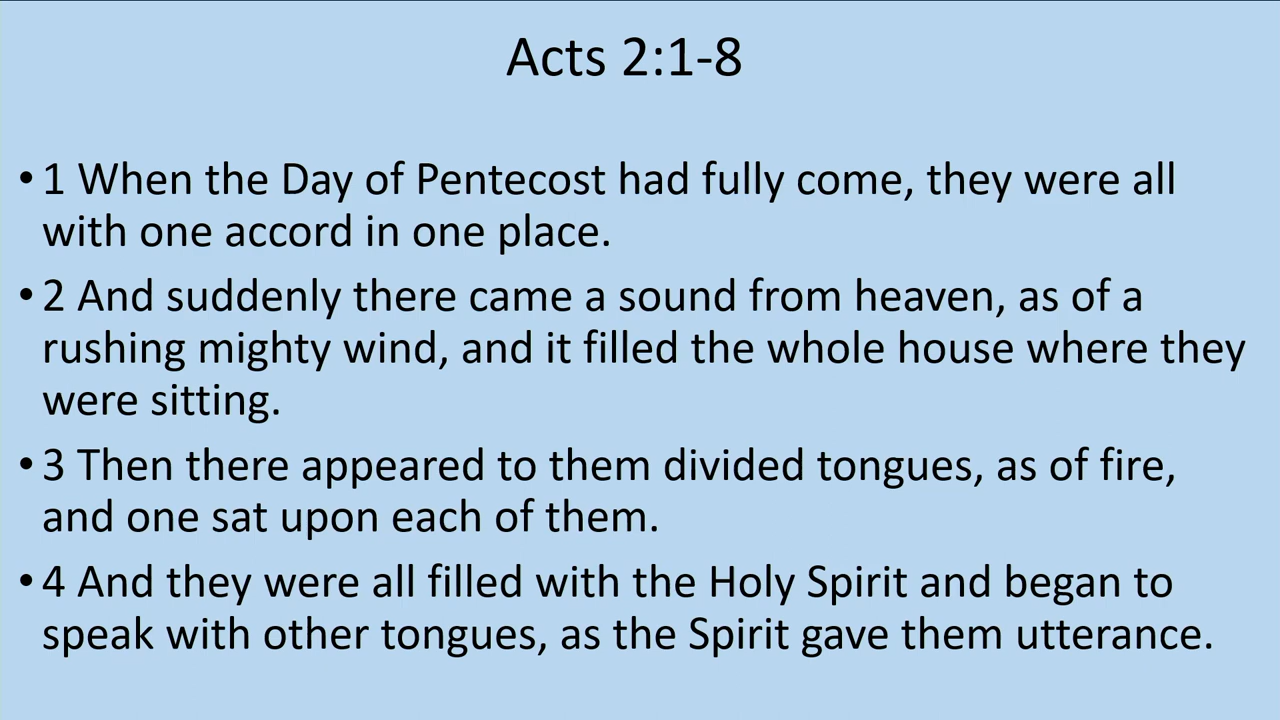 Acts 2:1-8
• 1 When the Day of Pentecost had fully come, they were all
with one accord in one place.
• 2 And suddenly there came a sound from heaven, as of a
rushing mighty wind, and it filled the whole house where they
were sitting.
• 3 Then there appeared to them divided tongues, as of fire,
and one sat upon each of them.
• 4 And they were all filled with the Holy Spirit and began to
speak with other tongues, as the Spirit gave them utterance.